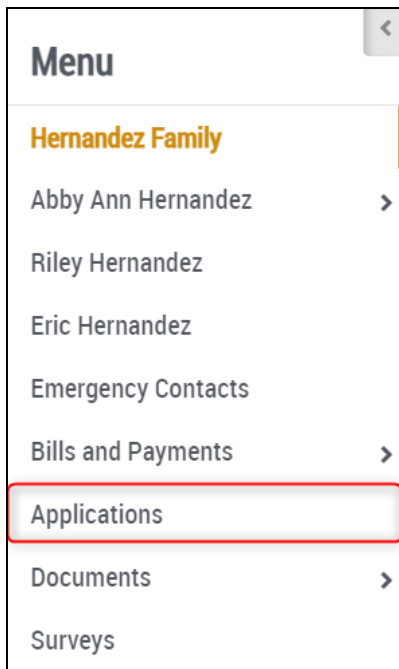 Menu
Hernandez Family
Abby Ann Hernandez
Riley Hernandez
Eric Hernandez
Emergency Contacts
Bills and Payments
Applications
Documents
Surveys